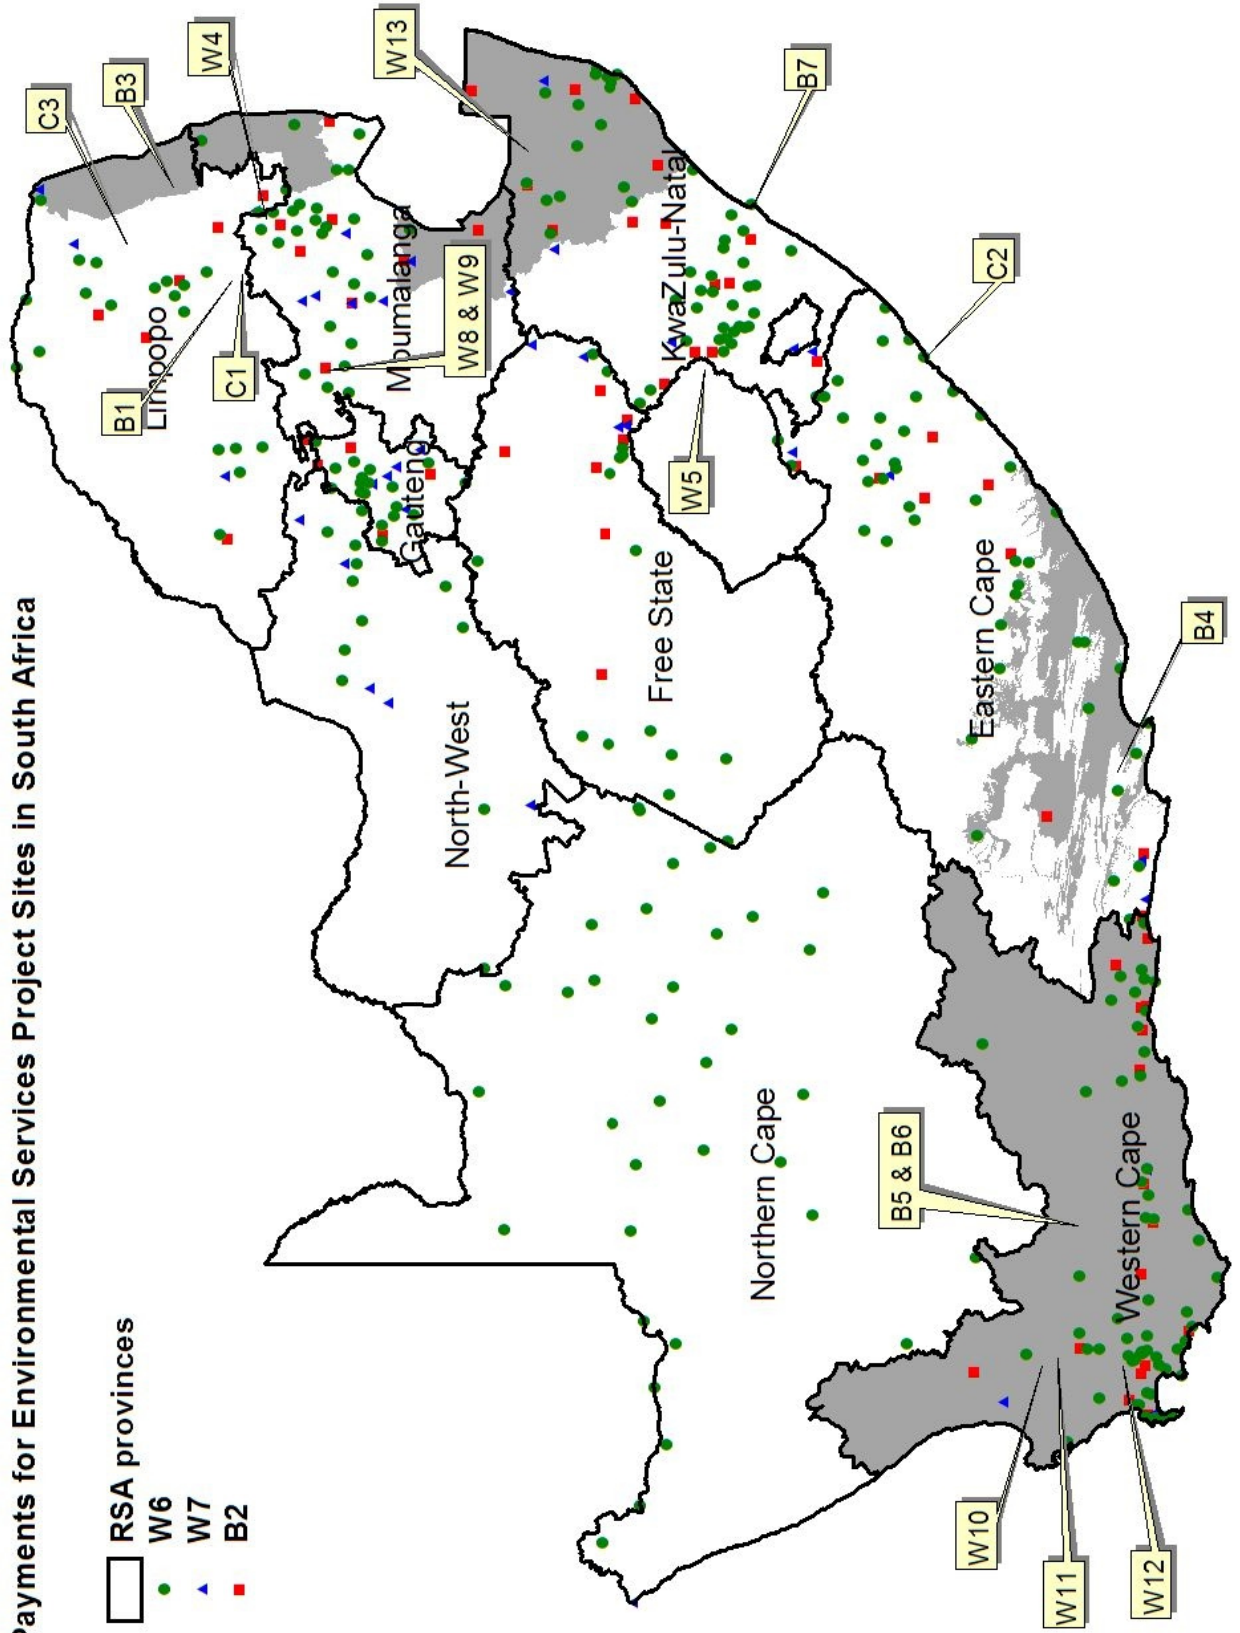 Payments for Environmental Services Project Sites in South Africa
RSA provinces
W6
W7
B2
C3
B3
W4
W13
B1
Limpopo
C1
Mpumalanga
W8 & W9
Gauteng
KwaZulu-Natal
B7
W5
C2
North-West
Free State
Eastern Cape
B4
Northern Cape
B5 & B6
Western Cape
W10
W11
W12